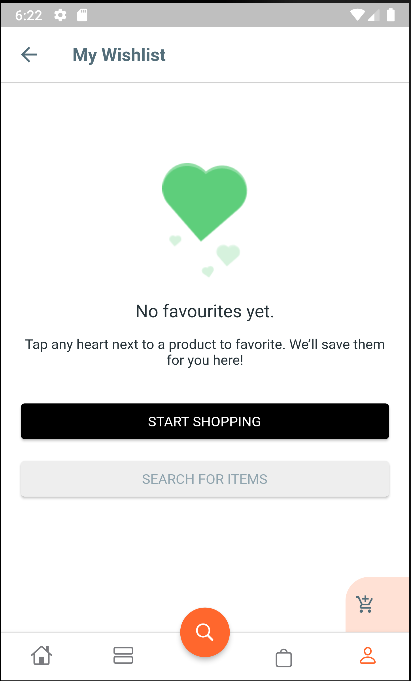 6:22
My Wishlist
No favourites yet.
Tap any heart next to a product to favorite. We'll save them
for you here!
START SHOPPING
SEARCH FOR ITEMS